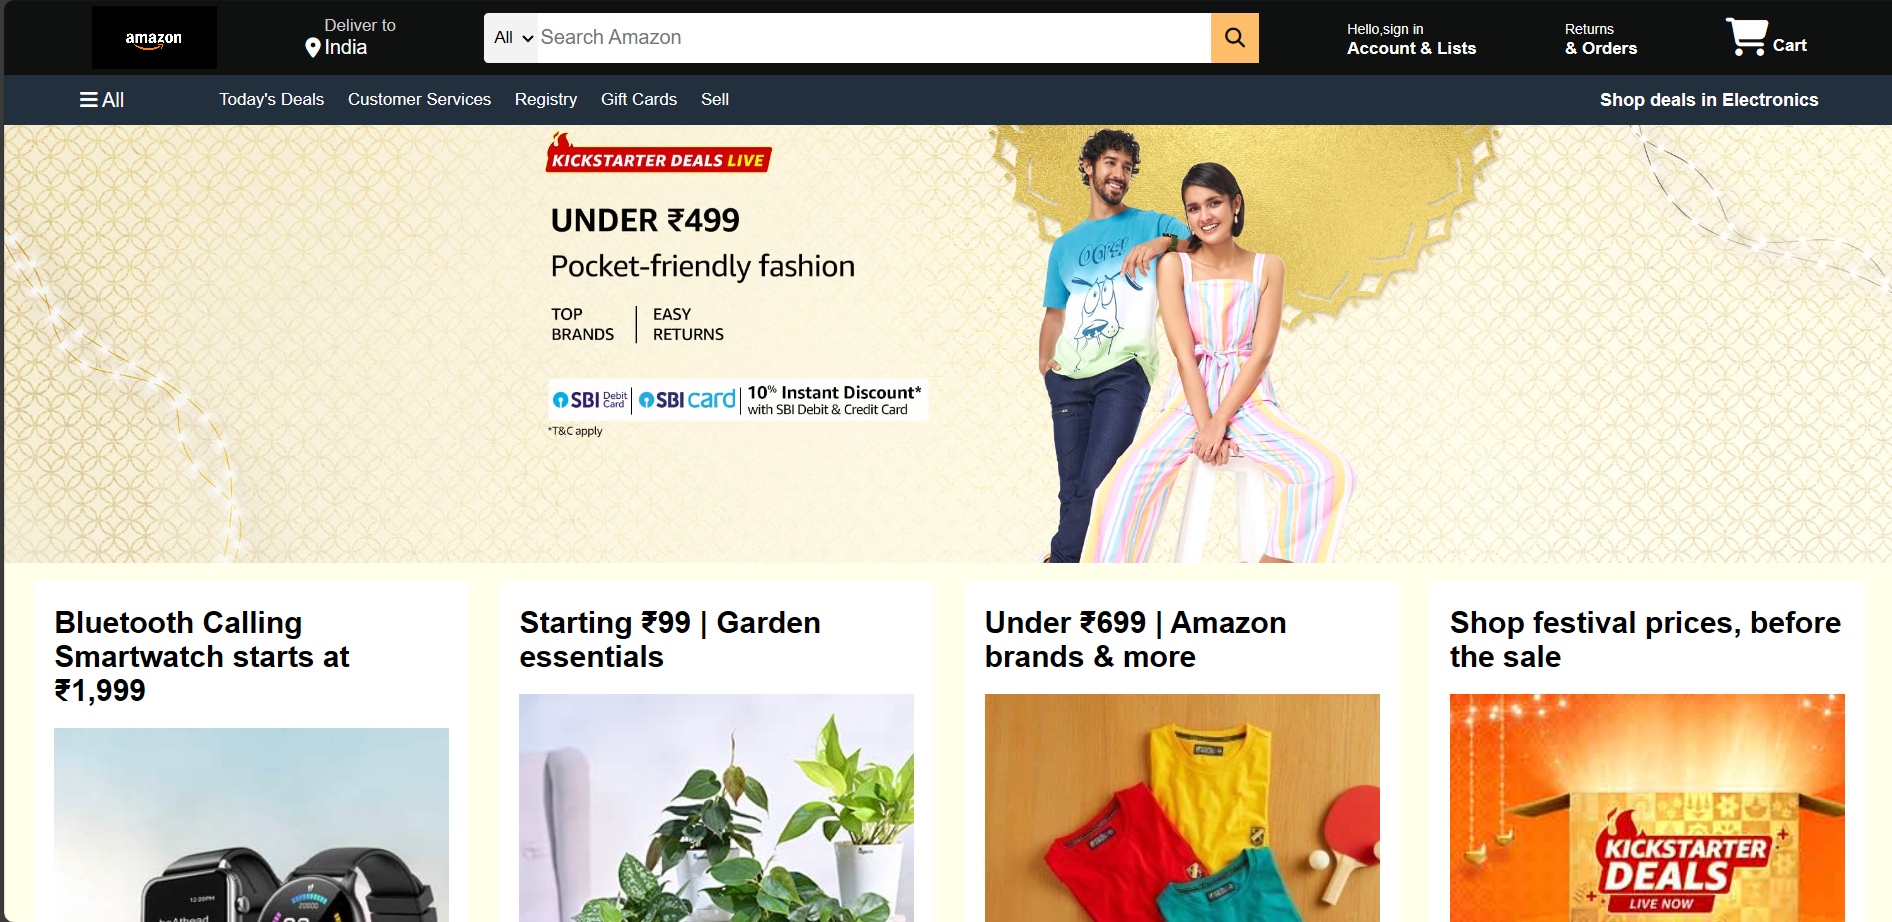 amazon
Deliver to
India
All
Search Amazon
Hello,sign in
Account & Lists
Returns
& Orders
Cart
All
Today's Deals
Customer Services
Registry
Gift Cards
Sell
Shop deals in Electronics
KICKSTARTER DEALS LIVE
UNDER ₹499
Pocket-friendly fashion
TOP
BRANDS
EASY
RETURNS
SBI Debit Card
SBI card
10% Instant Discount*
with SBI Debit & Credit Card
*T&C apply
OOPS!
Bluetooth Calling
Smartwatch starts at
₹1,999
Starting ₹99 | Garden
essentials
Under ₹699 | Amazon
brands & more
Shop festival prices, before
the sale
12:20PM
KICKSTARTER
DEALS
LIVE NOW